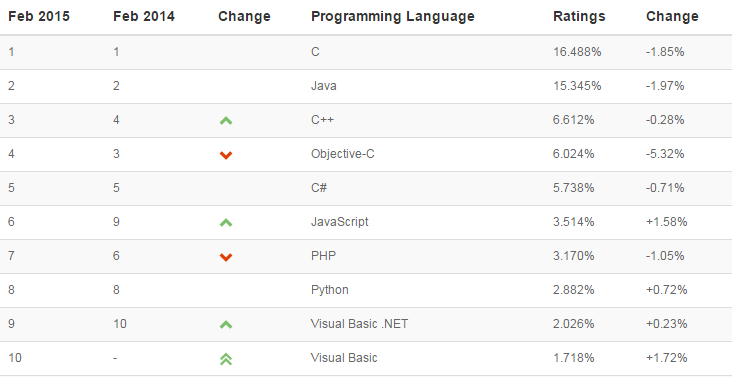 Feb 2015 Feb 2014 Change Programming Language Ratings Change
1 1 C 16.488% -1.85%
2 2 Java 15.345% -1.97%
3 4 C++ 6.612% -0.28%
4 3 Objective-C 6.024% -5.32%
5 5 C# 5.738% -0.71%
6 9 JavaScript 3.514% +1.58%
7 6 PHP 3.170% -1.05%
8 8 Python 2.882% +0.72%
9 10 Visual Basic .NET 2.026% +0.23%
10 - Visual Basic 1.718% +1.72%